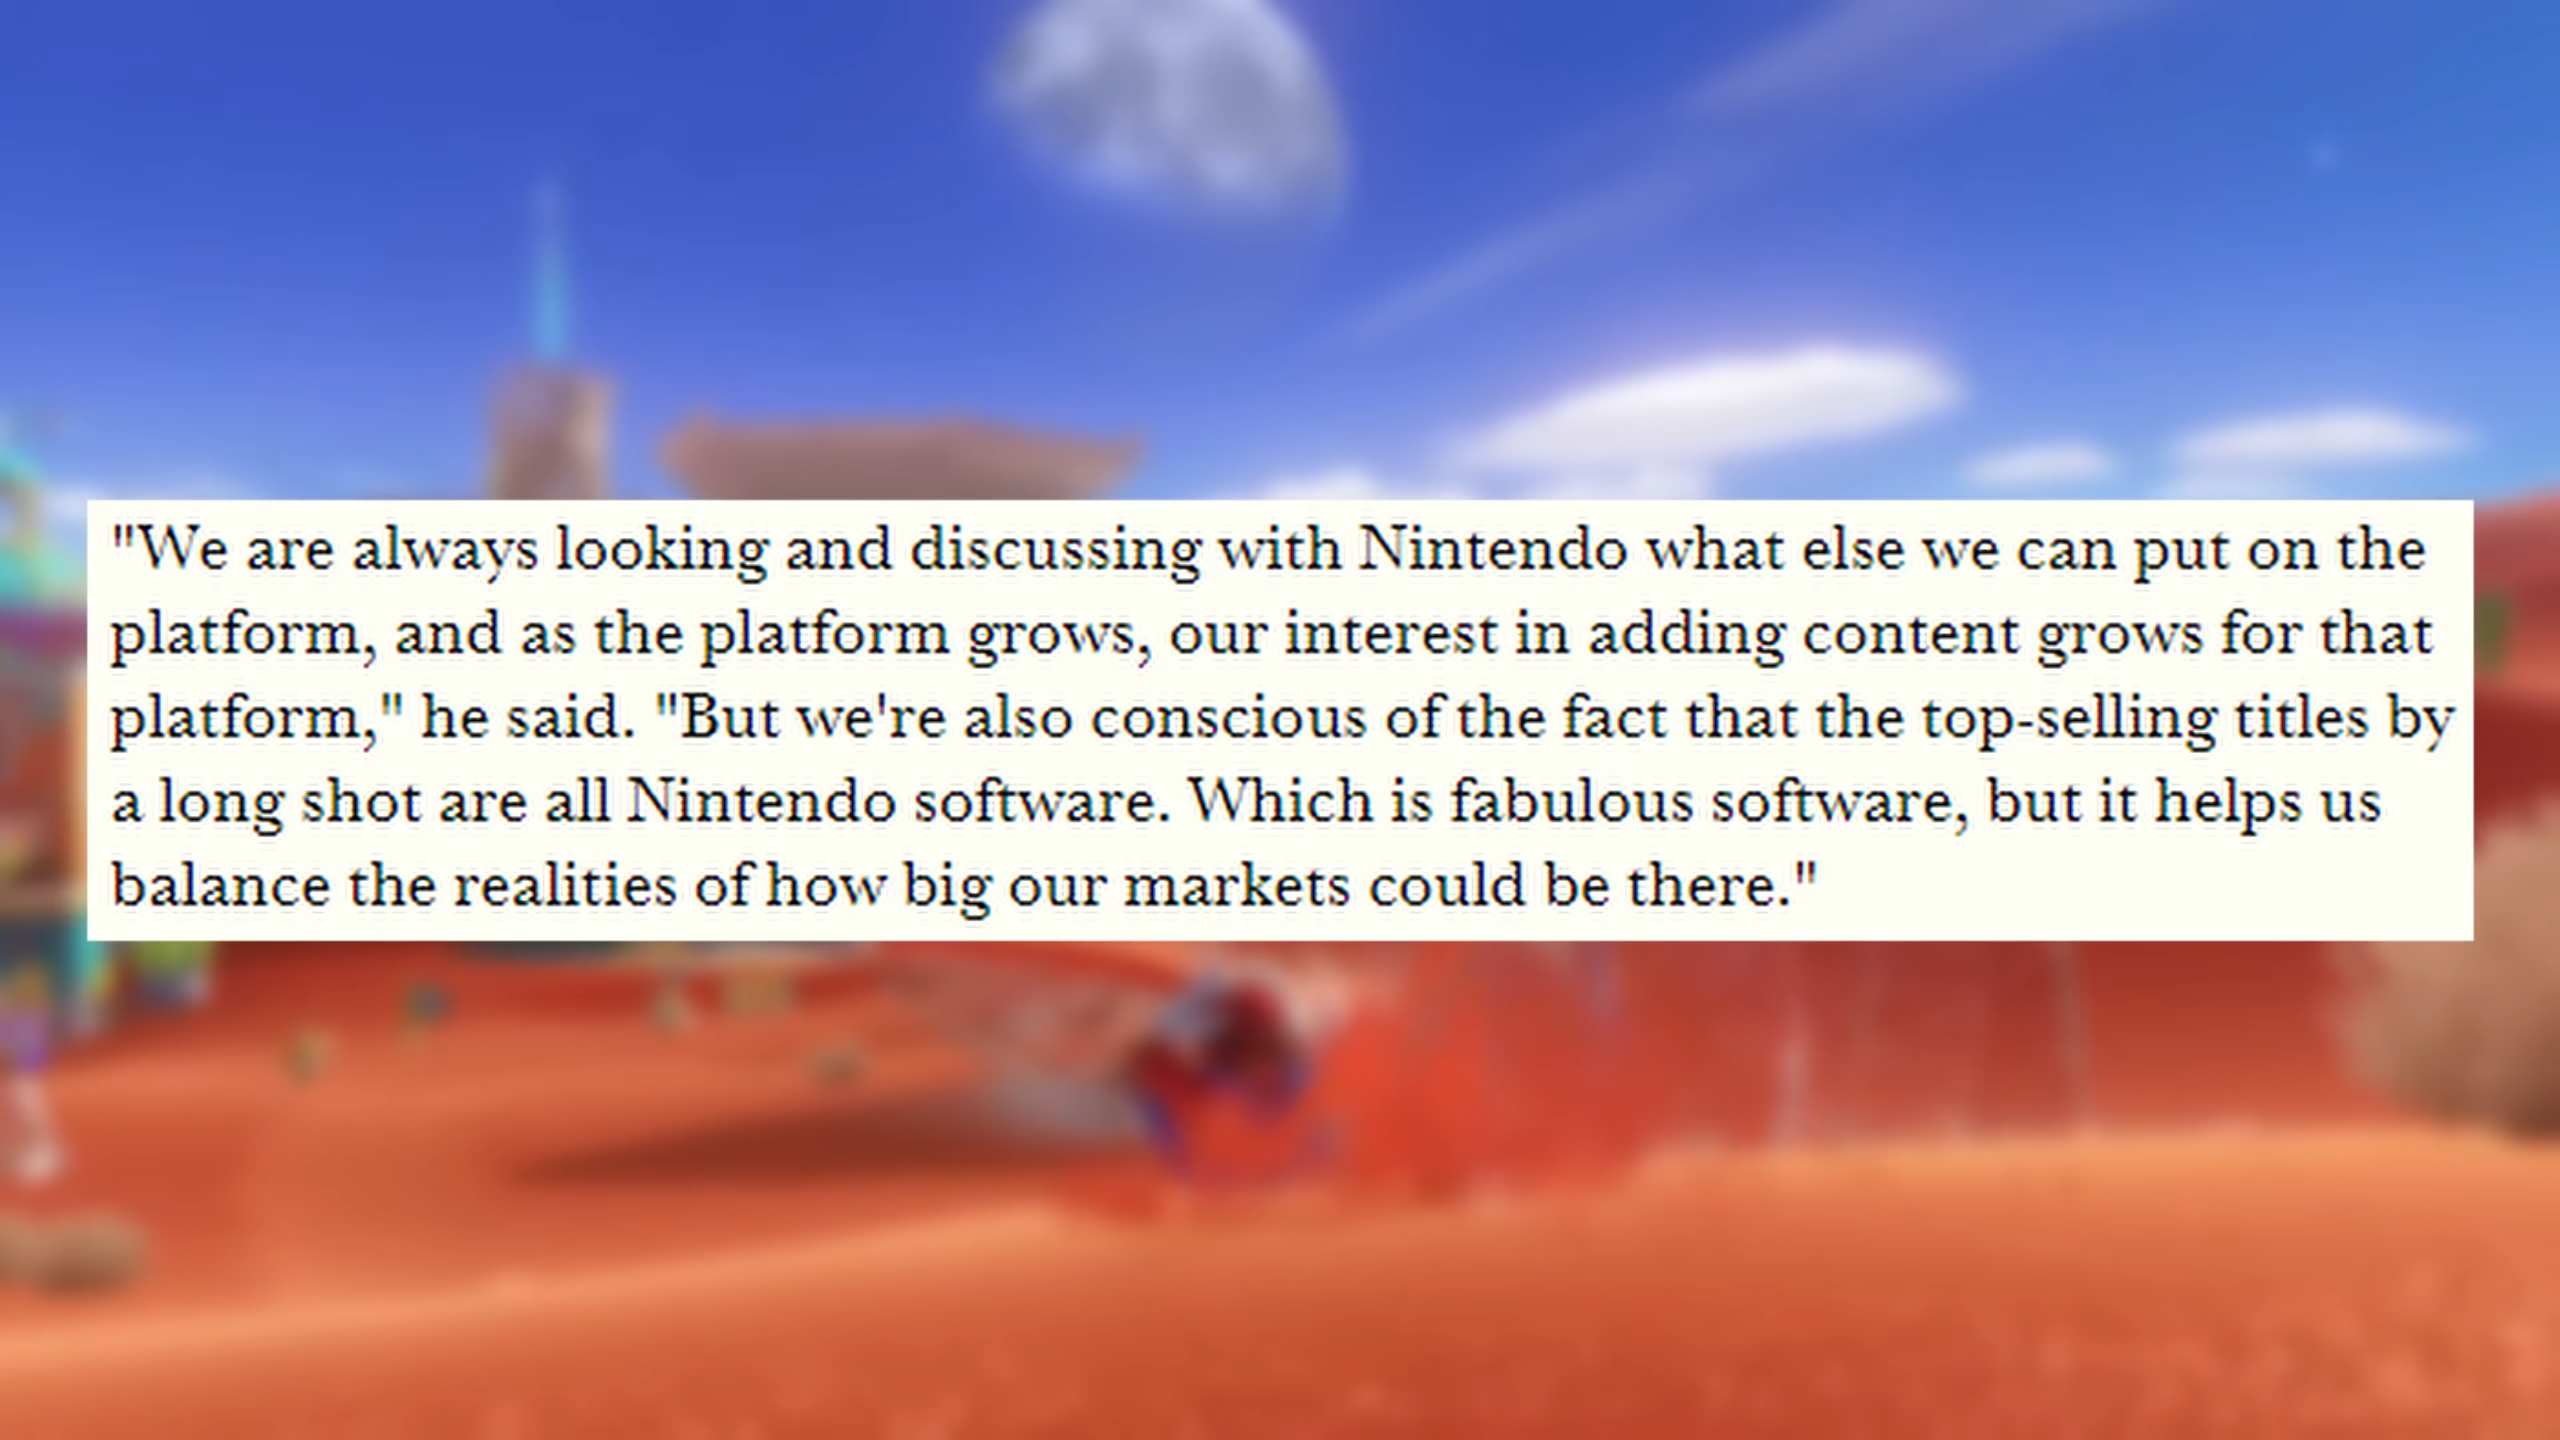 "We are always looking and discussing with Nintendo what else we can put on the
platform, and as the platform grows, our interest in adding content grows for that
platform," he said. "But we're also conscious of the fact that the top-selling titles by
a long shot are all Nintendo software. Which is fabulous software, but it helps us
balance the realities of how big our markets could be there."